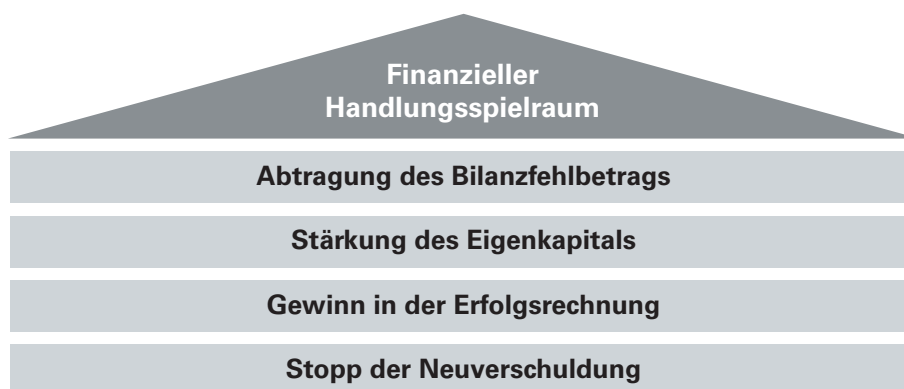 Finanzieller
Handlungsspielraum
Abtragung des Bilanzfehlbetrags
Stärkung des Eigenkapitals
Gewinn in der Erfolgsrechnung
Stopp der Neuverschuldung